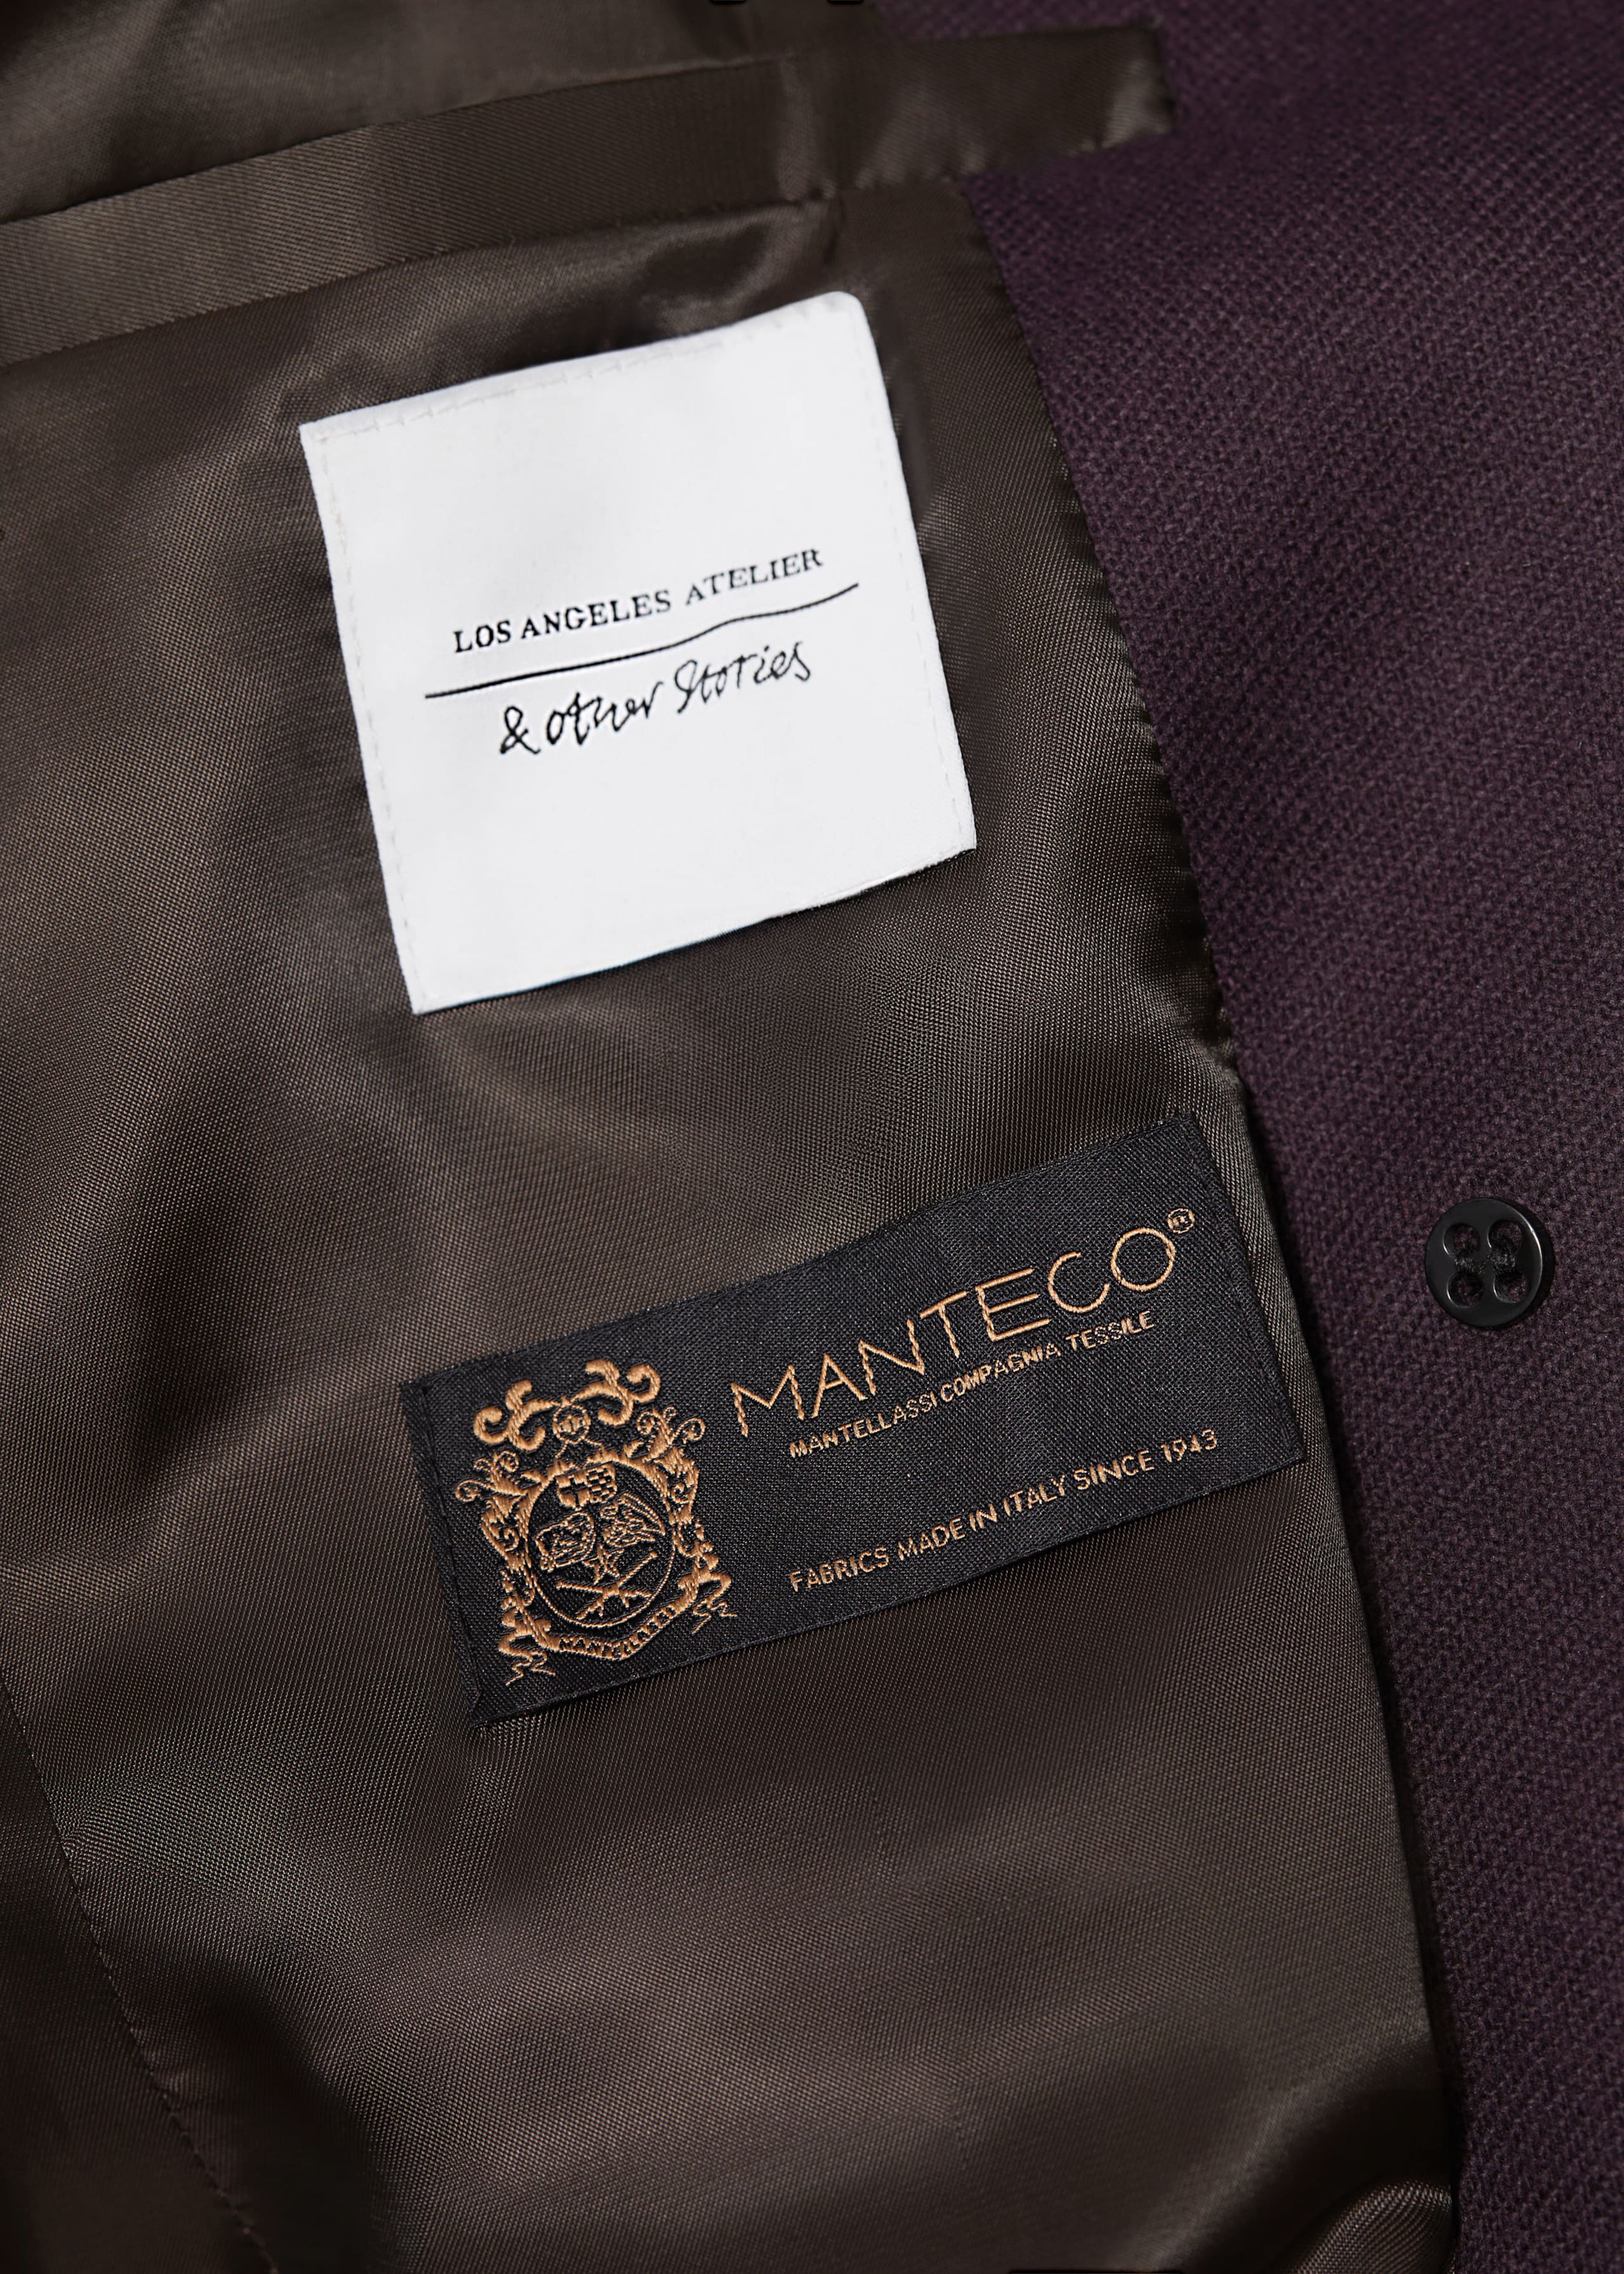 LOS ANGELES ATELIER
& other Stories
MANTECO®
MANTELLASSI COMPAGNIA TESSILE
FABRICS MADE IN ITALY SINCE 1943